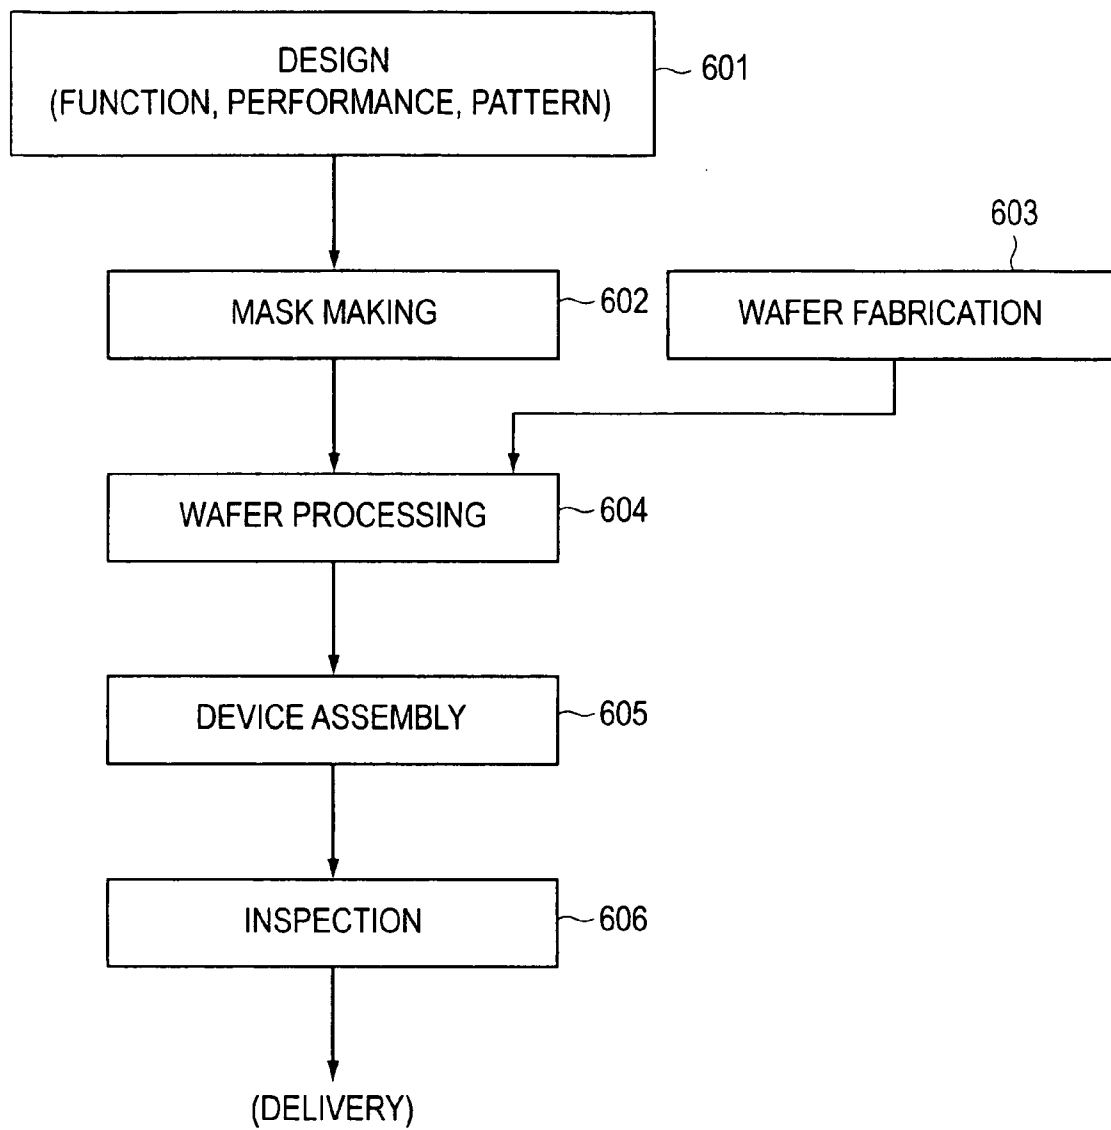 DESIGN
(FUNCTION, PERFORMANCE, PATTERN)
601
603
MASK MAKING
602
WAFER FABRICATION
WAFER PROCESSING
604
DEVICE ASSEMBLY
605
INSPECTION
606
(DELIVERY)